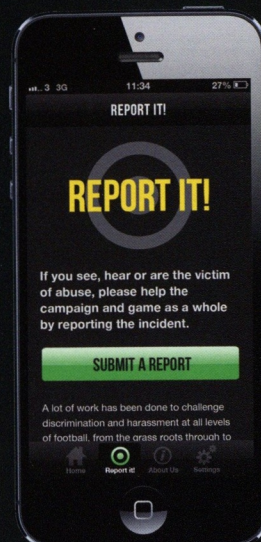 ... 3 3G 11:34 27%
REPORT IT!
REPORT IT!
If you see, hear or are the victim
of abuse, please help the
campaign and game as a whole
by reporting the incident.
SUBMIT A REPORT
A lot of work has been done to challenge
discrimination and harassment at all levels
of football, from the grass roots through to
Home Report it! About Us Settings